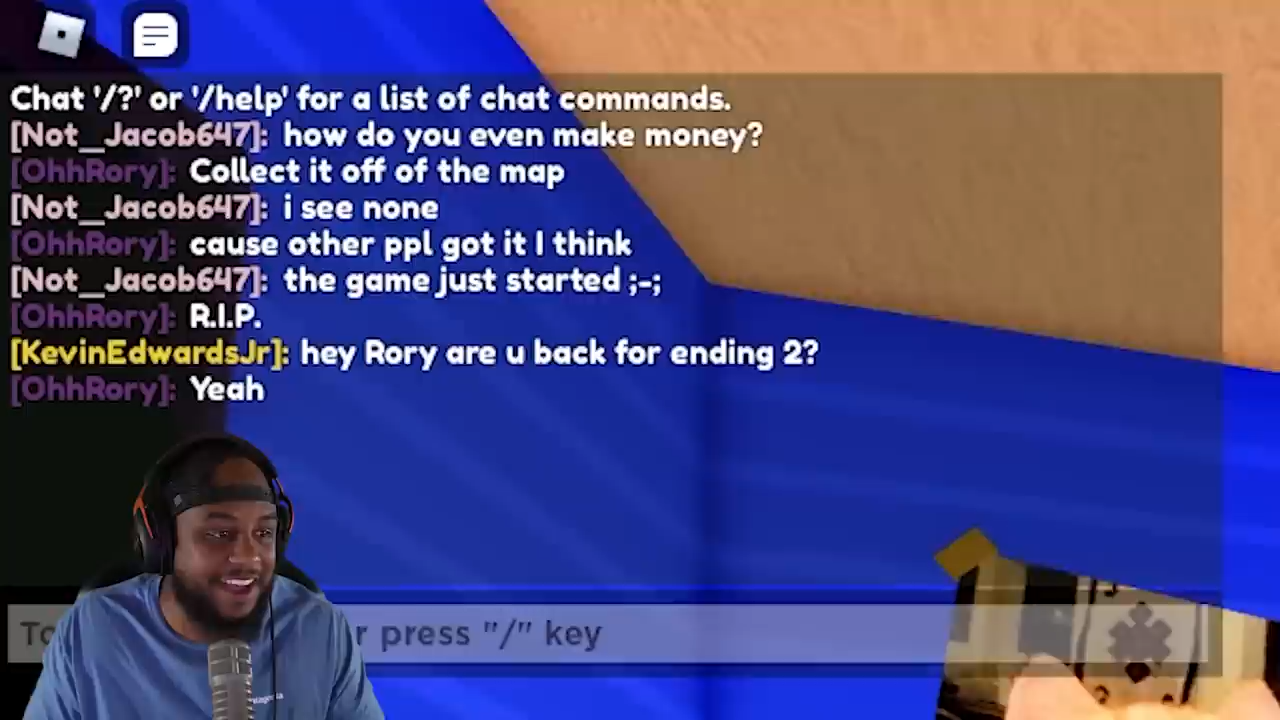 Chat '/?' or '/help' for a list of chat commands.
[Not_Jacob647]: how do you even make money?
[OhhRory]: Collect it off of the map
[Not_Jacob647]: i see none
[OhhRory]: cause other ppl got it I think
[Not_Jacob647]: the game just started ;-;
[OhhRory]: R.I.P.
[KevinEdwardsJr]: hey Rory are u back for ending 2?
[OhhRory]: Yeah
press "/" key